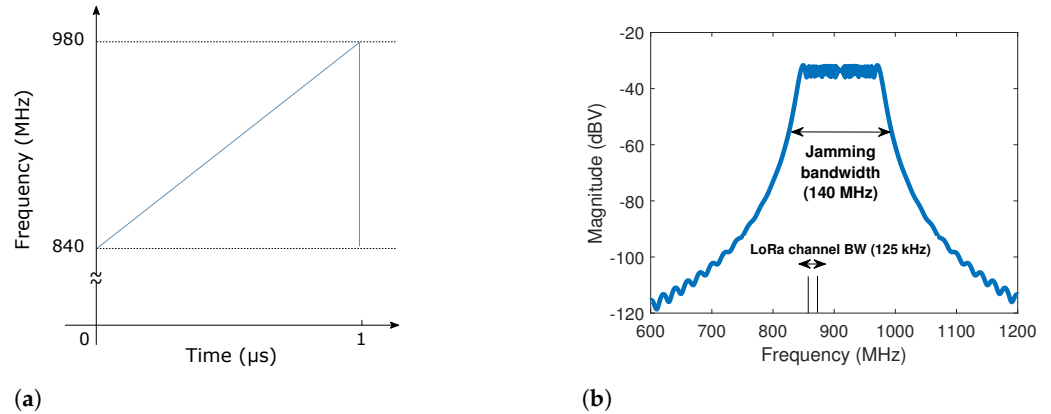 Frequency (MHz)
980
840
≈
0
1
Time (µs)
(a)
Magnitude (dBV)
-20
-40
-60
-80
-100
-120
Jamming
bandwidth
(140 MHz)
LoRa channel BW (125 kHz)
600 700 800 900 1000 1100 1200
Frequency (MHz)
(b)